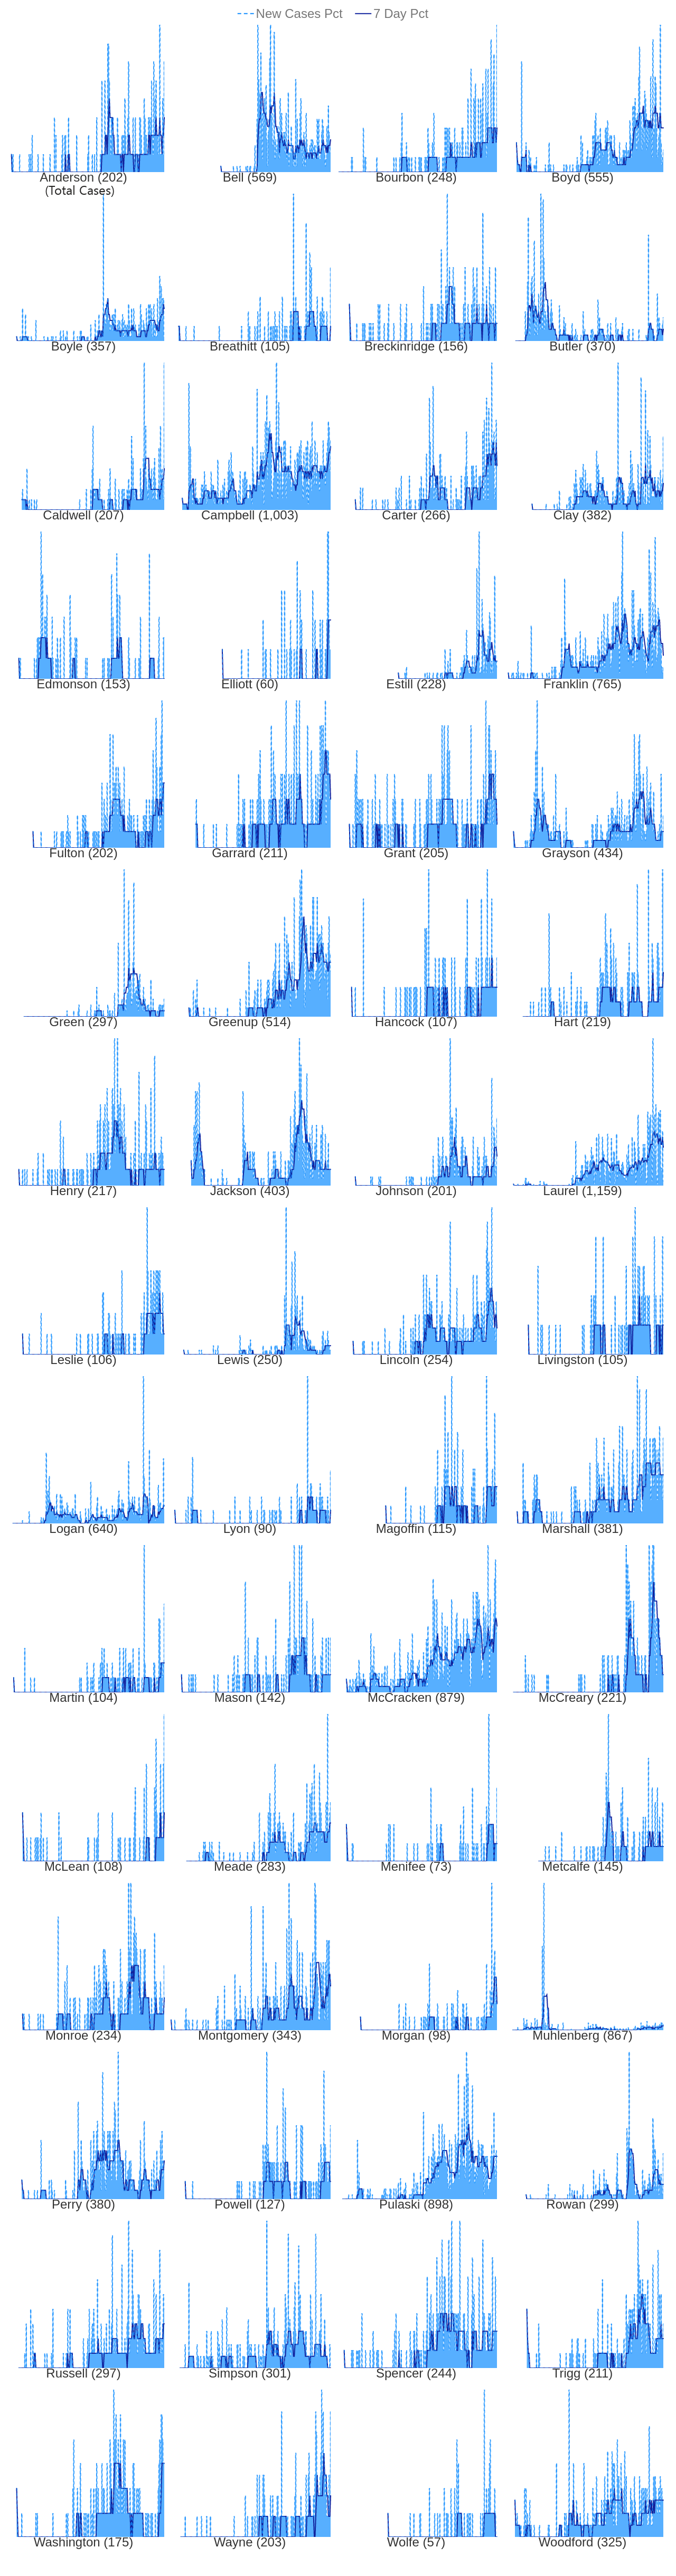 New Cases Pct 7 Day Pct
Anderson (202) Bell (569) Bourbon (248) Boyd (555)
(Total Cases)
Boyle (357) Breathitt (105) Breckinridge (156) Butler (370)
Caldwell (207) Campbell (1,003) Carter (266) Clay (382)
Edmonson (153) Elliott (60) Estill (228) Franklin (765)
Fulton (202) Garrard (211) Grant (205) Grayson (434)
Green (297) Greenup (514) Hancock (107) Hart (219)
Henry (217) Jackson (403) Johnson (201) Laurel (1,159)
Leslie (106) Lewis (250) Lincoln (254) Livingston (105)
Logan (640) Lyon (90) Magoffin (115) Marshall (381)
Martin (104) Mason (142) McCracken (879) McCreary (221)
McLean (108) Meade (283) Menifee (73) Metcalfe (145)
Monroe (234) Montgomery (343) Morgan (98) Muhlenberg (867)
Perry (380) Powell (127) Pulaski (898) Rowan (299)
Russell (297) Simpson (301) Spencer (244) Trigg (211)
Washington (175) Wayne (203) Wolfe (57) Woodford (325)